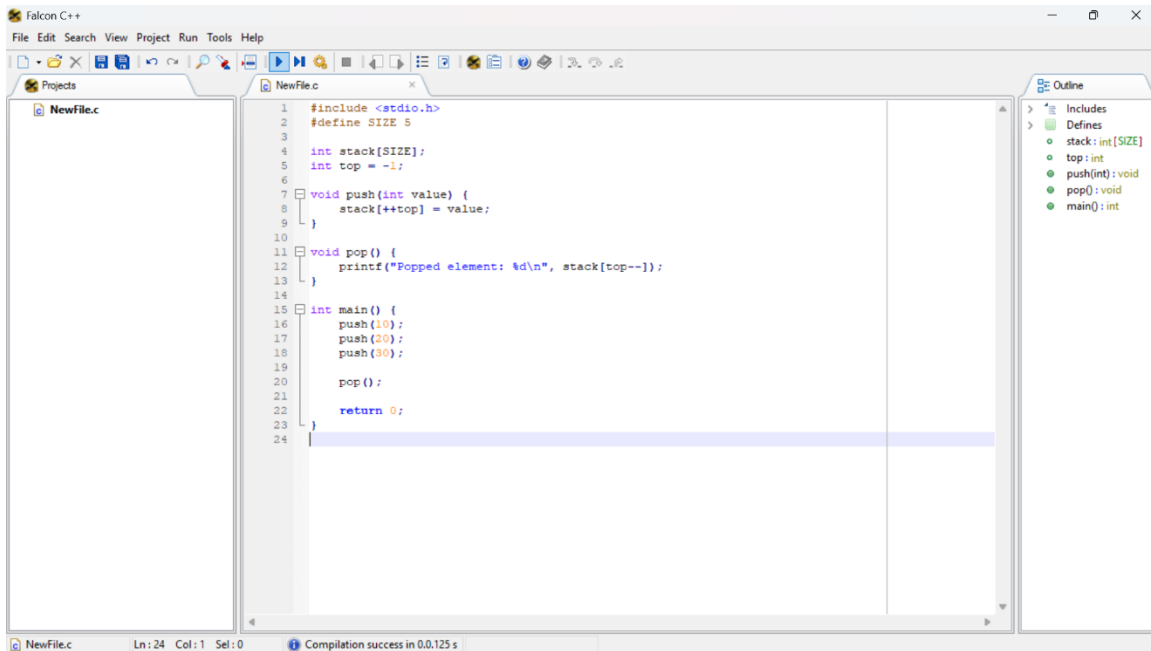 Falcon C++
File Edit Search View Project Run Tools Help
Projects
NewFile.c
NewFile.c
1 #include <stdio.h>
2 #define SIZE 5
3
4 int stack[SIZE];
5 int top = -1;
6
7 void push(int value) {
8 stack[++top] = value;
9 }
10
11 void pop() {
12 printf("Popped element: %d\n", stack[top--]);
13 }
14
15 int main() {
16 push(10);
17 push(20);
18 push(30);
19
20 pop();
21
22 return 0;
23 }
24
Outline
Includes
Defines
stack : int [SIZE]
top : int
push(int) : void
pop() : void
main() : int
NewFile.c Ln : 24 Col : 1 Sel : 0 Compilation success in 0.0.125 s